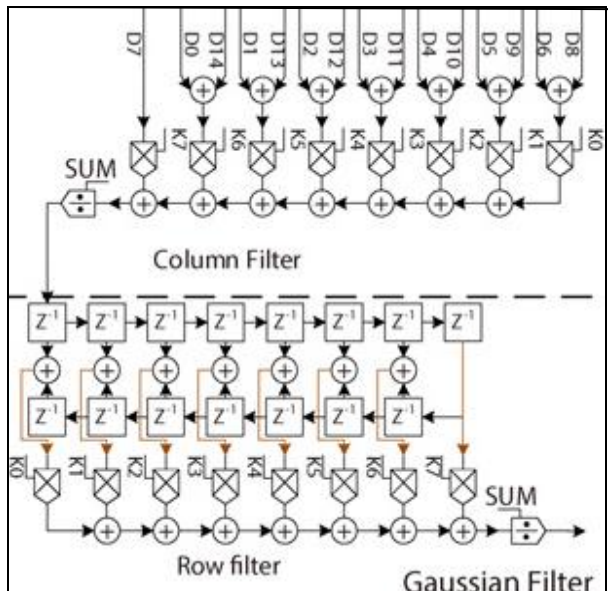 D7 D0 D14 D1 D13 D2 D12 D3 D11 D4 D10 D5 D9 D6 D8
+ + + + + + +
K7 K6 K5 K4 K3 K2 K1 K0
SUM
÷ + + + + + + +
Column Filter
Z-1 Z-1 Z-1 Z-1 Z-1 Z-1 Z-1 Z-1
+ + + + + + +
Z-1 Z-1 Z-1 Z-1 Z-1 Z-1 Z-1
K0 K1 K2 K3 K4 K5 K6 K7
SUM
+ + + + + + + ÷
Row filter
Gaussian Filter